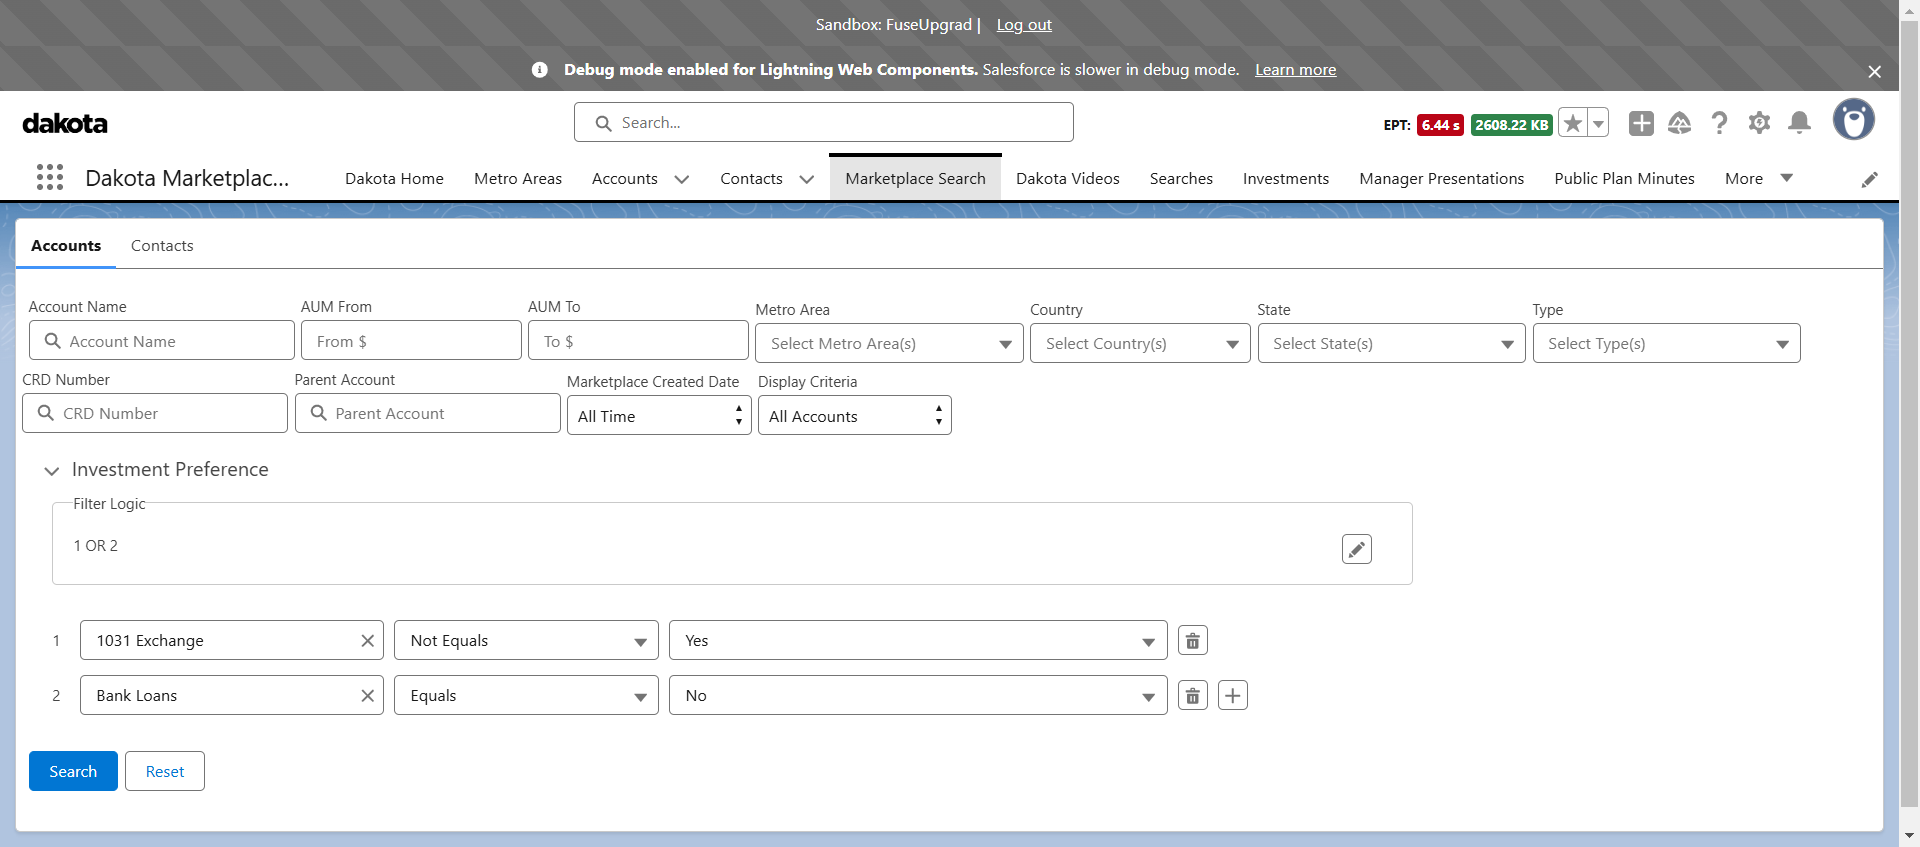 Sandbox: FuseUpgrad | Log out
Debug mode enabled for Lightning Web Components. Salesforce is slower in debug mode. Learn more
dakota
Search...
EPT: 6.44 s 2608.22 KB
Dakota Marketplac...
Dakota Home Metro Areas Accounts Contacts Marketplace Search Dakota Videos Searches Investments Manager Presentations Public Plan Minutes More
Accounts Contacts
Account Name AUM From AUM To Metro Area Country State Type
Account Name From $ To $ Select Metro Area(s) Select Country(s) Select State(s) Select Type(s)
CRD Number Parent Account Marketplace Created Date Display Criteria
CRD Number Parent Account All Time All Accounts
Investment Preference
Filter Logic
1 OR 2
1 1031 Exchange Not Equals Yes
2 Bank Loans Equals No
Search Reset